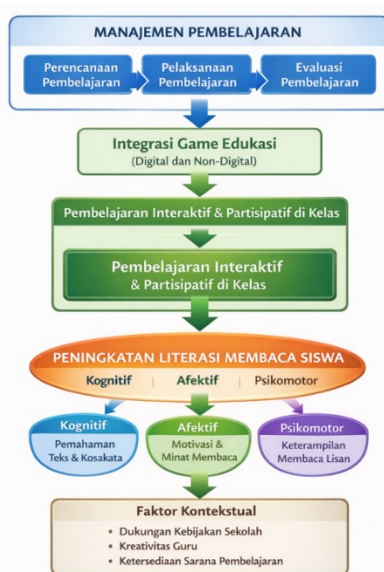 MANAJEMEN PEMBELAJARAN
Perencanaan Pembelajaran
Pelaksanaan Pembelajaran
Evaluasi Pembelajaran
Integrasi Game Edukasi
(Digital dan Non-Digital)
Pembelajaran Interaktif & Partisipatif di Kelas
Pembelajaran Interaktif
& Partisipatif di Kelas
PENINGKATAN LITERASI MEMBACA SISWA
Kognitif | Afektif | Psikomotor
Kognitif
Pemahaman
Teks & Kosakata
Afektif
Motivasi &
Minat Membaca
Psikomotor
Keterampilan
Membaca Lisan
Faktor Kontekstual
• Dukungan Kebijakan Sekolah
• Kreativitas Guru
• Ketersediaan Sarana Pembelajaran